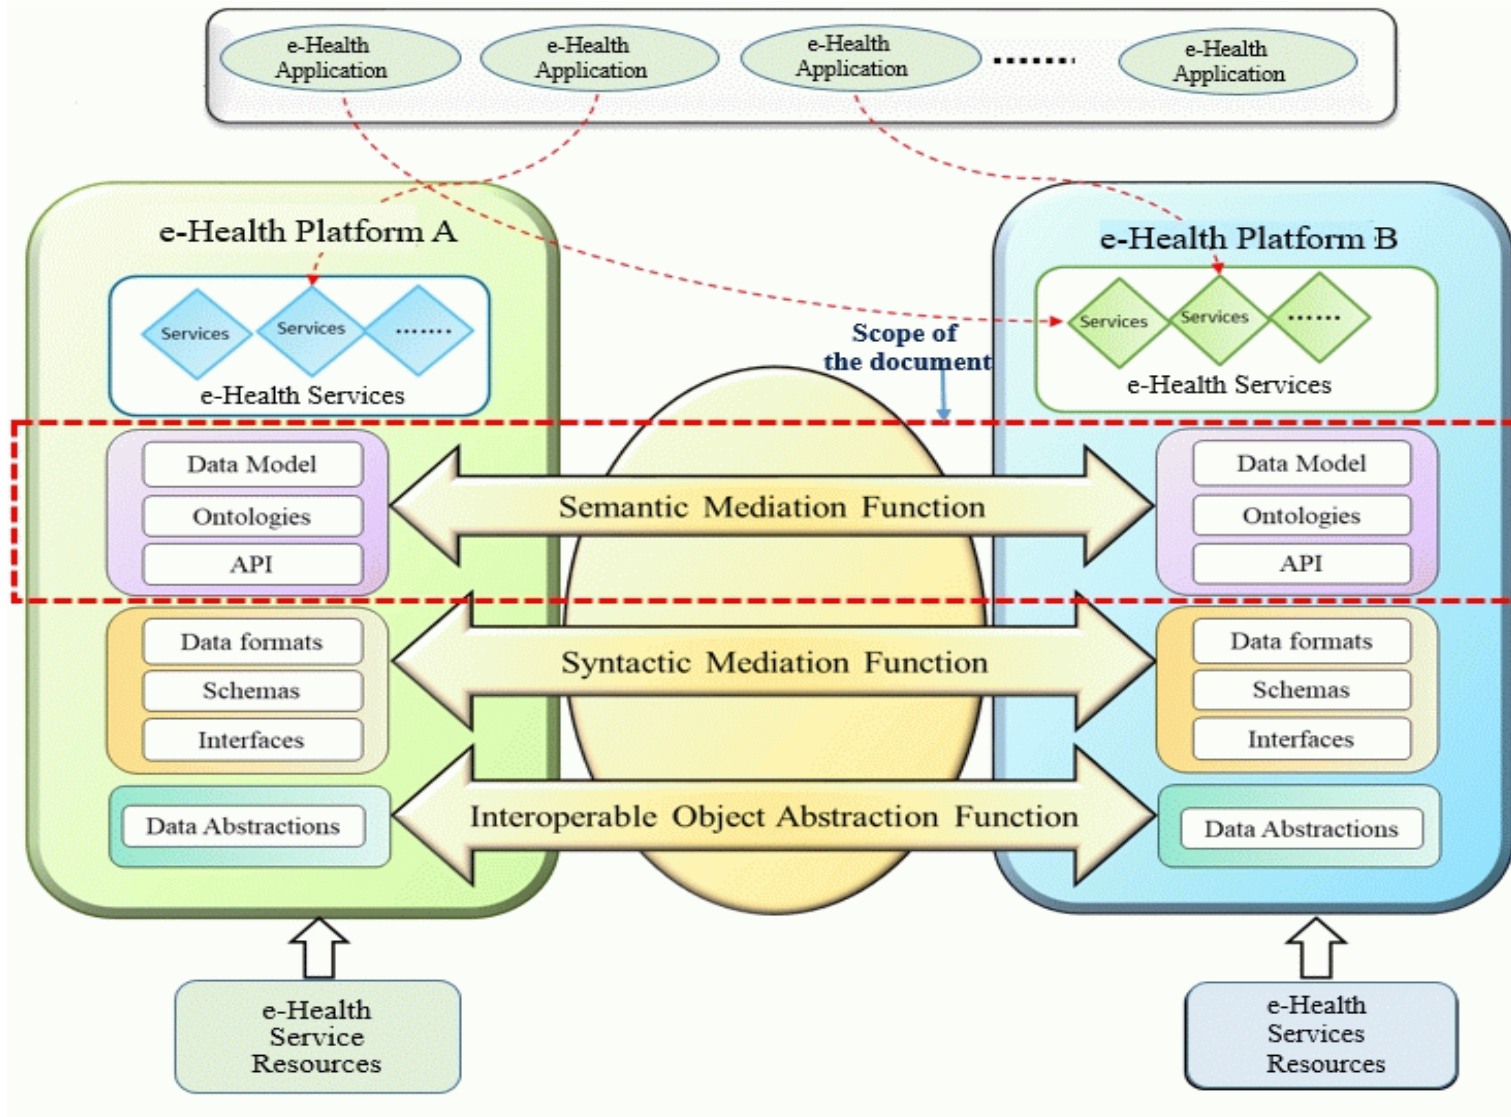 e-Health
Application
e-Health
Application
e-Health
Application
........
e-Health
Application
e-Health Platform A
Services
Services
.......
e-Health Services
e-Health Platform B
Services
Services
......
e-Health Services
Scope of
the document
Data Model
Ontologies
API
Semantic Mediation Function
Data Model
Ontologies
API
Data formats
Schemas
Interfaces
Syntactic Mediation Function
Data formats
Schemas
Interfaces
Data Abstractions
Interoperable Object Abstraction Function
Data Abstractions
e-Health
Service
Resources
e-Health
Services
Resources